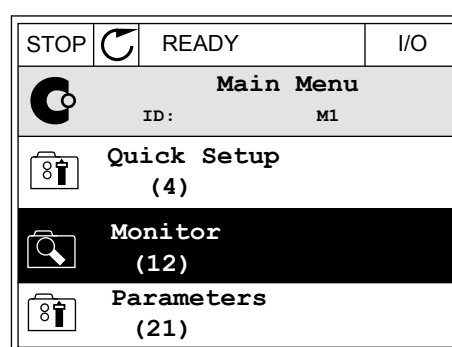 STOP READY I/O
Main Menu
ID: M1
Quick Setup
(4)
Monitor
(12)
Parameters
(21)